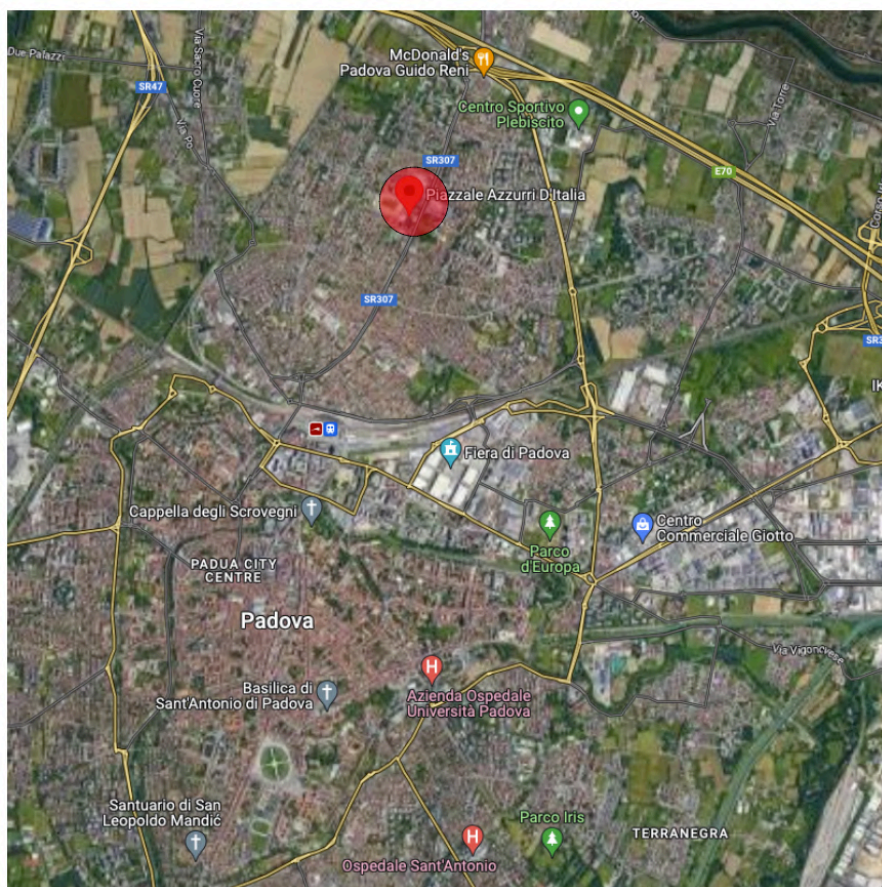 McDonald's
Padova Guido Reni
Due Palazzi
Via Sacro Cuore
SR47
Centro Sportivo
Plebiscito
Via Torre
Via Po
SR307
E70
Piazzale Azzurri D'Italia
SR307
Fiera di Padova
Cappella degli Scrovegni
Centro
Commerciale Giotto
Parco
d'Europa
PADUA CITY
CENTRE
Padova
Via Vigonovese
Azienda Ospedale
Università Padova
Basilica di
Sant'Antonio di Padova
Santuario di San
Leopoldo Mandić
Parco Iris
TERRANEGRA
Ospedale Sant'Antonio